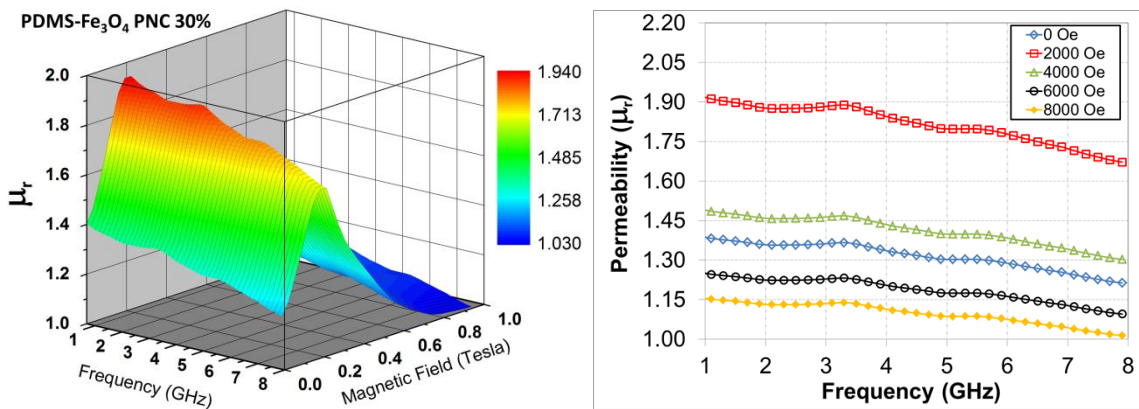 PDMS-Fe₃O₄ PNC 30%
2.0
1.8
1.6
1.4
1.2
1.0
μr
1 2 3 4 5 6 7 8
Frequency (GHz)
0.0 0.2 0.4 0.6 0.8 1.0
Magnetic Field (Tesla)
1.940
1.713
1.485
1.258
1.030
2.20
2.05
1.90
1.75
1.60
1.45
1.30
1.15
1.00
Permeability (μr)
1 2 3 4 5 6 7 8
Frequency (GHz)
0 Oe
2000 Oe
4000 Oe
6000 Oe
8000 Oe